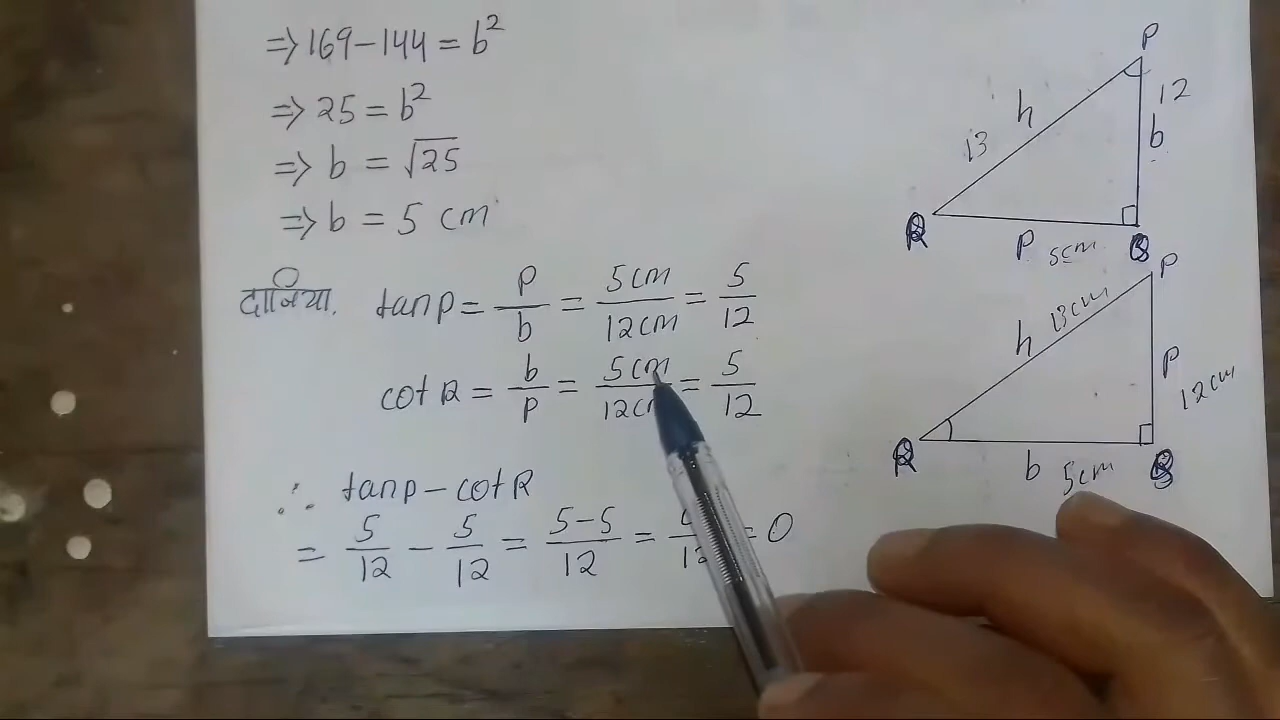 ⇒ 169 − 144 = b²
⇒ 25 = b²
⇒ b = √25
⇒ b = 5 cm
tan P = P/b = 5cm/12cm = 5/12
cot R = b/P = 5cm/12cm = 5/12
∴ tan P − cot R
= 5/12 − 5/12 = (5−5)/12 = = 0
P
12
h
13
b
R
P 5cm
P
13cm
h
P
12cm
R
b 5cm